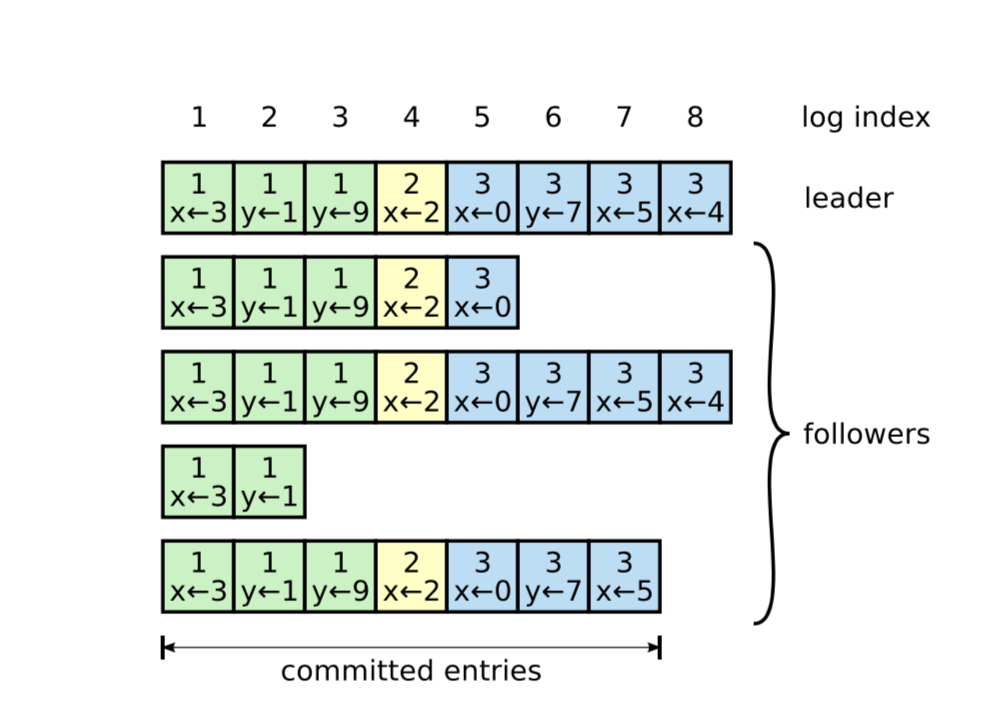 1 2 3 4 5 6 7 8 log index
1 1 1 2 3 3 3 3
x←3 y←1 y←9 x←2 x←0 y←7 x←5 x←4
leader
1 1 1 2 3
x←3 y←1 y←9 x←2 x←0
1 1 1 2 3 3 3 3
x←3 y←1 y←9 x←2 x←0 y←7 x←5 x←4
followers
1 1
x←3 y←1
1 1 1 2 3 3 3
x←3 y←1 y←9 x←2 x←0 y←7 x←5
committed entries